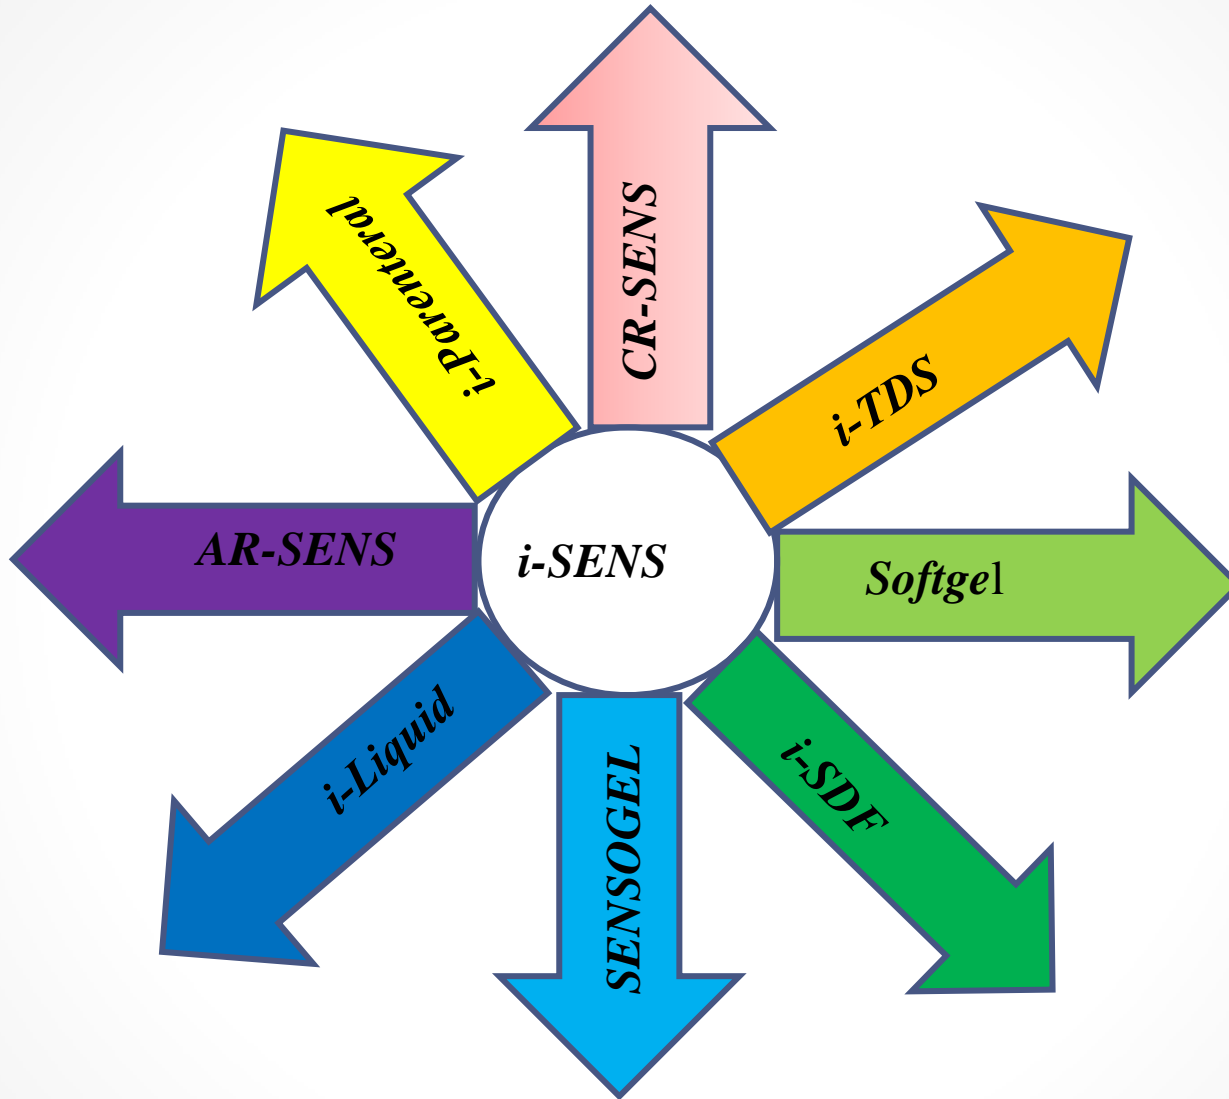 CR-SENS
i-Parenteral
i-TDS
AR-SENS
i-SENS
Softgel
i-Liquid
i-SDF
SENSOGEL